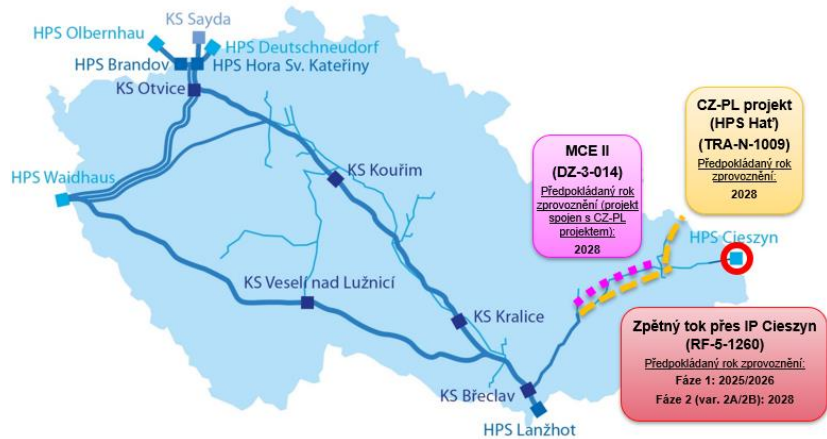 KS Sayda
HPS Olbernhau
HPS Deutschneudorf
HPS Brandov
HPS Hora Sv. Kateřiny
KS Otvice
HPS Waidhaus
KS Kouřim
KS Veselí nad Lužnicí
KS Kralice
KS Břeclav
HPS Lanžhot
MCE II
(DZ-3-014)
Předpokládaný rok
zprovoznění (projekt
spojen s CZ-PL
projektem):
2028
CZ-PL projekt
(HPS Hať)
(TRA-N-1009)
Předpokládaný rok
zprovoznění:
2028
HPS Cieszyn
Zpětný tok přes IP Cieszyn
(RF-5-1260)
Předpokládaný rok zprovoznění:
Fáze 1: 2025/2026
Fáze 2 (var. 2A/2B): 2028